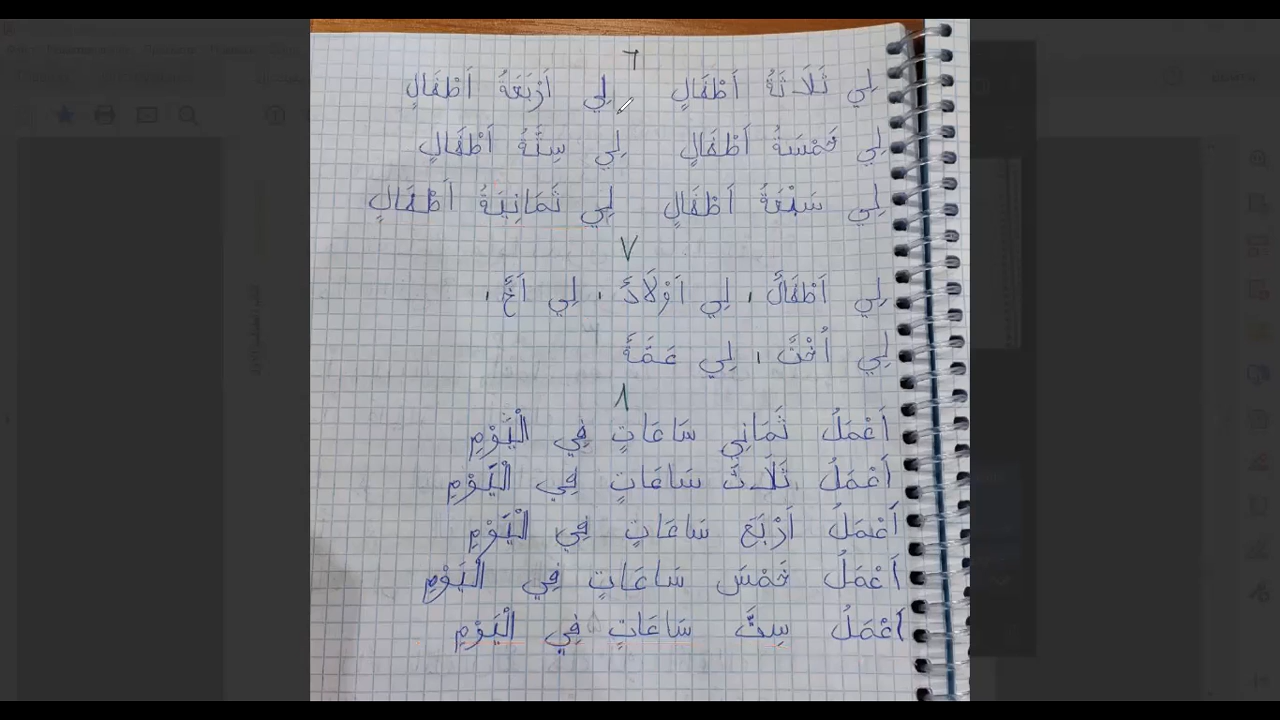 ٦
لِي ثَلَاثَةُ اَطْفَالٍ لِي اَرْبَعَةُ اَطْفَالٍ
لِي خَمْسَةُ اَطْفَالٍ لِي سِتَّةُ اَطْفَالٍ
لِي سَبْعَةُ اَطْفَالٍ لِي ثَمَانِيَةُ اَطْفَالٍ
٧
لِي اَطْفَالٌ ، لِي اَوْلَادٌ ، لِي اَخٌ ،
لِي اُخْتٌ ، لِي عَمَّةٌ
٨
اَعْمَلُ ثَمَانِي سَاعَاتٍ فِي الْيَوْمِ
اَعْمَلُ ثَلَاثَ سَاعَاتٍ فِي الْيَوْمِ
اَعْمَلُ اَرْبَعَ سَاعَاتٍ فِي الْيَوْمِ
اَعْمَلُ خَمْسَ سَاعَاتٍ فِي الْيَوْمِ
اَعْمَلُ سِتَّ سَاعَاتٍ فِي الْيَوْمِ